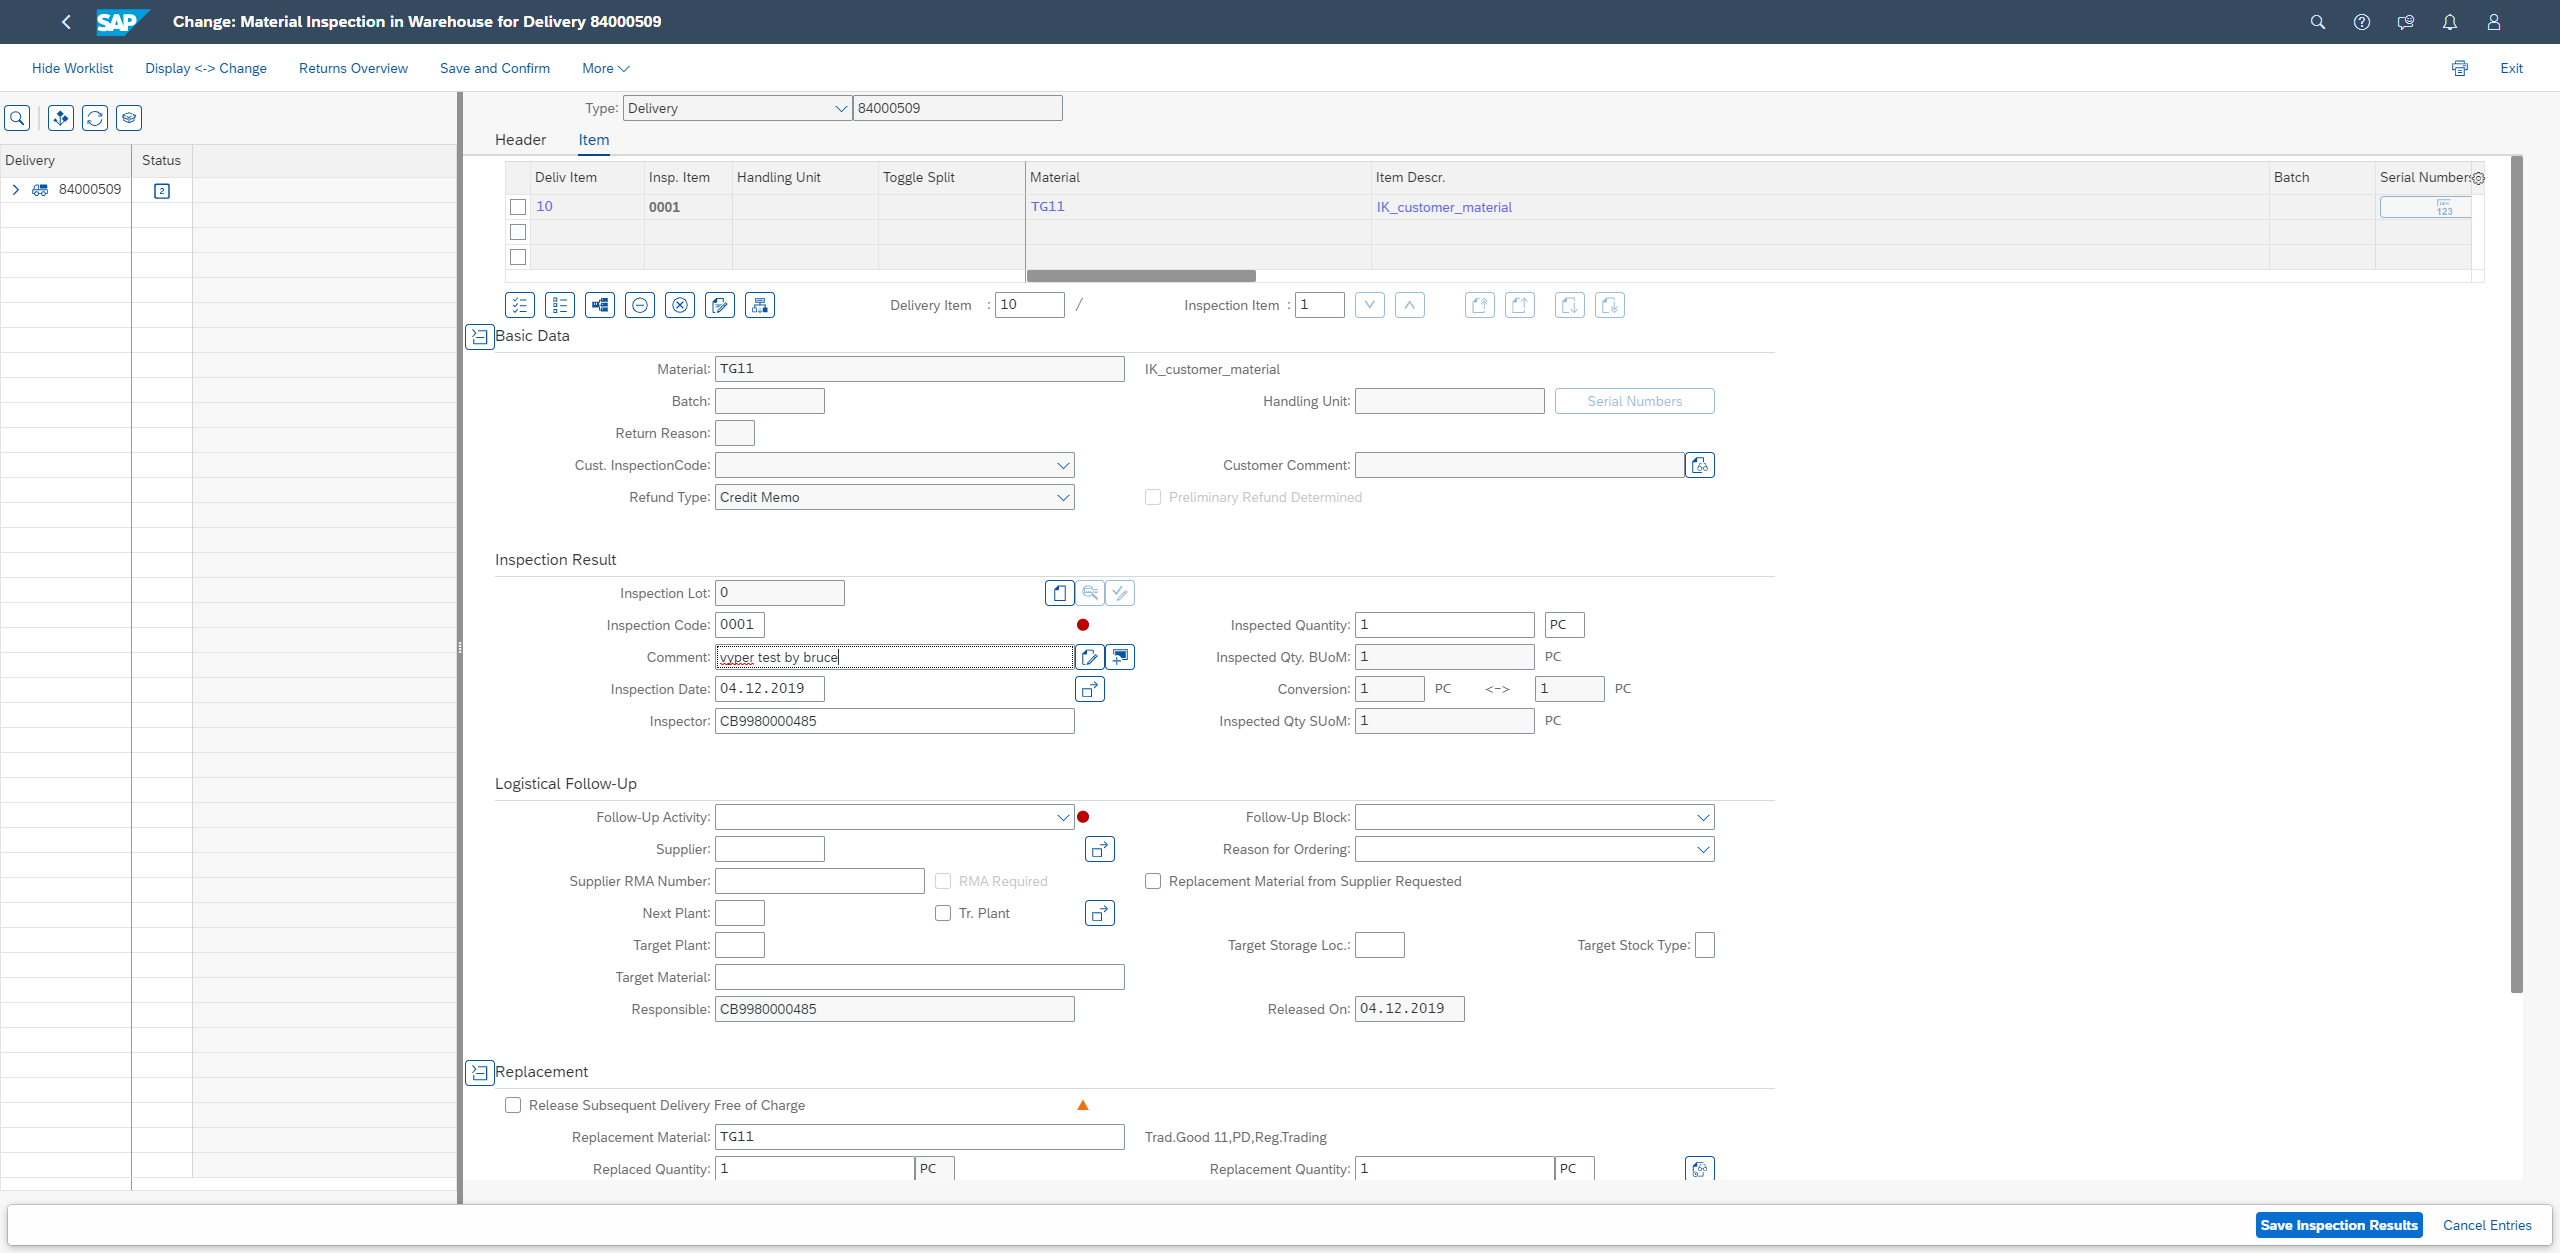 SAP Change: Material Inspection in Warehouse for Delivery 84000509
Hide Worklist Display <-> Change Returns Overview Save and Confirm More Exit
Type: Delivery 84000509
Header Item
Delivery Status
84000509 2
Deliv Item Insp. Item Handling Unit Toggle Split Material Item Descr. Batch Serial Numbers
10 0001 TG11 IK_customer_material 123
Delivery Item : 10 / Inspection Item : 1
Basic Data
Material: TG11 IK_customer_material
Batch: Handling Unit: Serial Numbers
Return Reason:
Cust. InspectionCode: Customer Comment:
Refund Type: Credit Memo Preliminary Refund Determined
Inspection Result
Inspection Lot: 0
Inspection Code: 0001 Inspected Quantity: 1 PC
Comment: vyper test by bruce Inspected Qty. BUoM: 1 PC
Inspection Date: 04.12.2019 Conversion: 1 PC <-> 1 PC
Inspector: CB9980000485 Inspected Qty SUoM: 1 PC
Logistical Follow-Up
Follow-Up Activity: Follow-Up Block:
Supplier: Reason for Ordering:
Supplier RMA Number: RMA Required Replacement Material from Supplier Requested
Next Plant: Tr. Plant
Target Plant: Target Storage Loc.: Target Stock Type:
Target Material:
Responsible: CB9980000485 Released On: 04.12.2019
Replacement
Release Subsequent Delivery Free of Charge
Replacement Material: TG11 Trad.Good 11,PD,Reg.Trading
Replaced Quantity: 1 PC Replacement Quantity: 1 PC
Save Inspection Results Cancel Entries